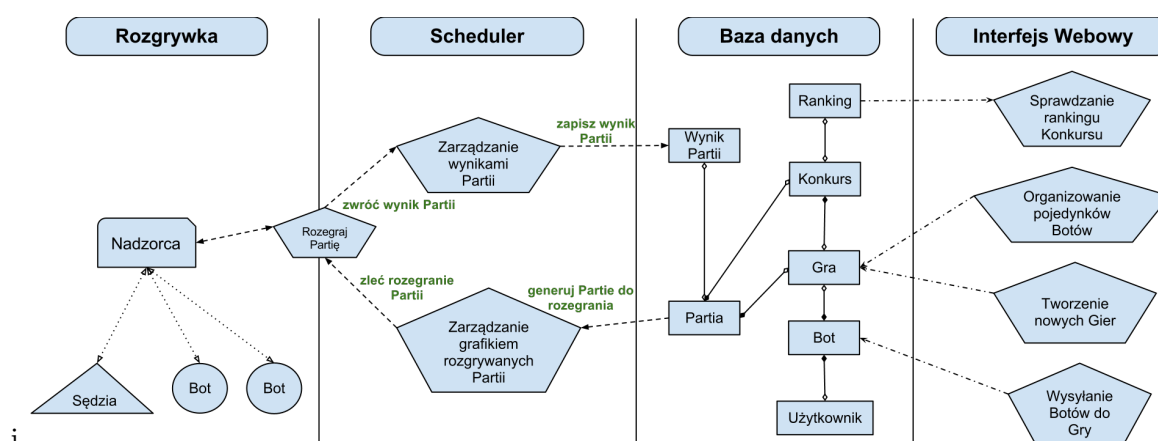 Rozgrywka
Scheduler
Baza danych
Interfejs Webowy
Ranking
Sprawdzanie
rankingu
Konkursu
zapisz wynik
Partii
Wynik
Partii
Zarządzanie
wynikami
Partii
Konkurs
zwróć wynik Partii
Organizowanie
pojedynków
Botów
Nadzorca
Rozegraj
Partię
Gra
zleć rozegranie
Partii
generuj Partie do
rozegrania
Partia
Tworzenie
nowych Gier
Zarządzanie
grafikiem
rozgrywanych
Partii
Bot
Sędzia
Bot
Bot
Użytkownik
Wysyłanie
Botów do
Gry
i